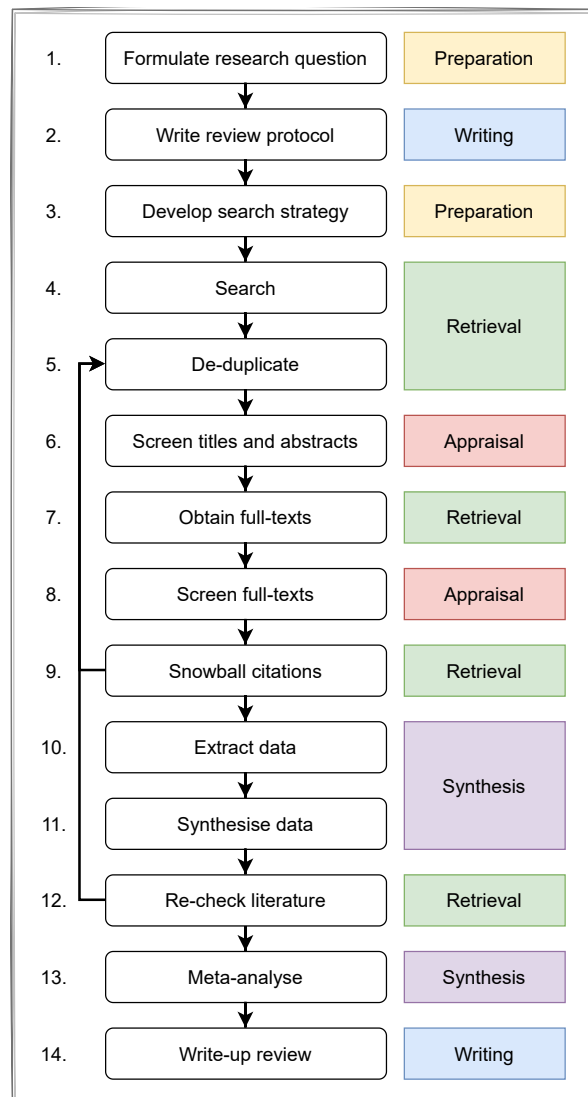 1. Formulate research question Preparation
2. Write review protocol Writing
3. Develop search strategy Preparation
4. Search
Retrieval
5. De-duplicate
6. Screen titles and abstracts Appraisal
7. Obtain full-texts Retrieval
8. Screen full-texts Appraisal
9. Snowball citations Retrieval
10. Extract data
Synthesis
11. Synthesise data
12. Re-check literature Retrieval
13. Meta-analyse Synthesis
14. Write-up review Writing